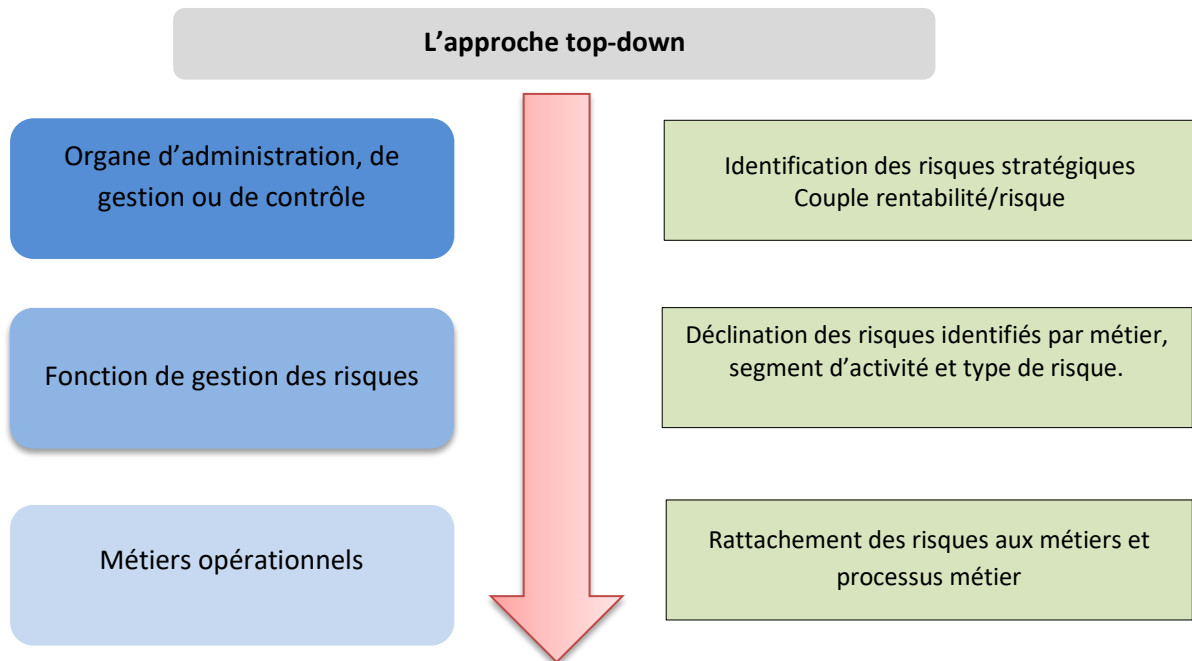 L’approche top-down
Organe d’administration, de
gestion ou de contrôle
Identification des risques stratégiques
Couple rentabilité/risque
Fonction de gestion des risques
Déclination des risques identifiés par métier,
segment d’activité et type de risque.
Métiers opérationnels
Rattachement des risques aux métiers et
processus métier